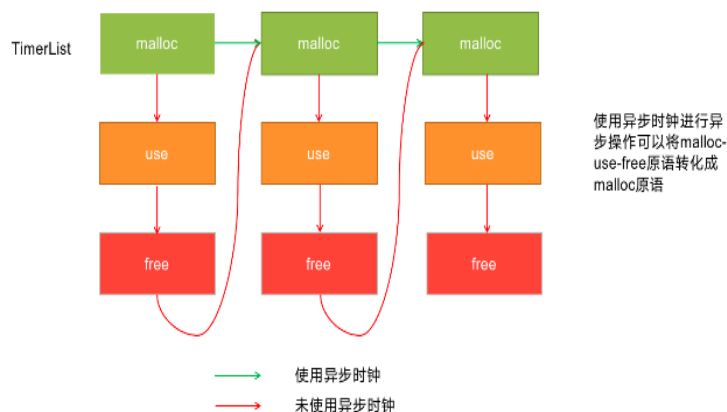 TimerList
malloc
malloc
malloc
use
use
use
free
free
free
使用异步时钟进行异
步操作可以将malloc-
use-free原语转化成
malloc原语
使用异步时钟
未使用异步时钟